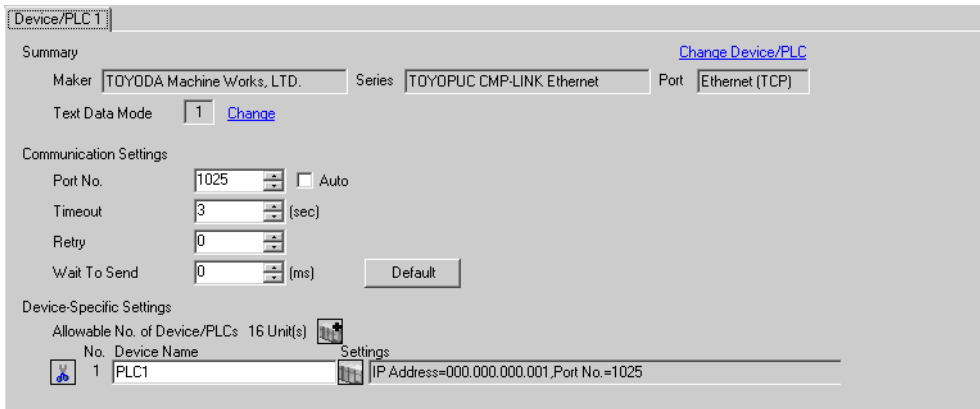 Device/PLC 1
Summary
Change Device/PLC
Maker TOYODA Machine Works, LTD. Series TOYOPUC CMP-LINK Ethernet Port Ethernet (TCP)
Text Data Mode 1 Change
Communication Settings
Port No. 1025 Auto
Timeout 3 (sec)
Retry 0
Wait To Send 0 (ms) Default
Device-Specific Settings
Allowable No. of Device/PLCs 16 Unit(s)
No. Device Name Settings
1 PLC1 IP Address=000.000.000.001,Port No.=1025